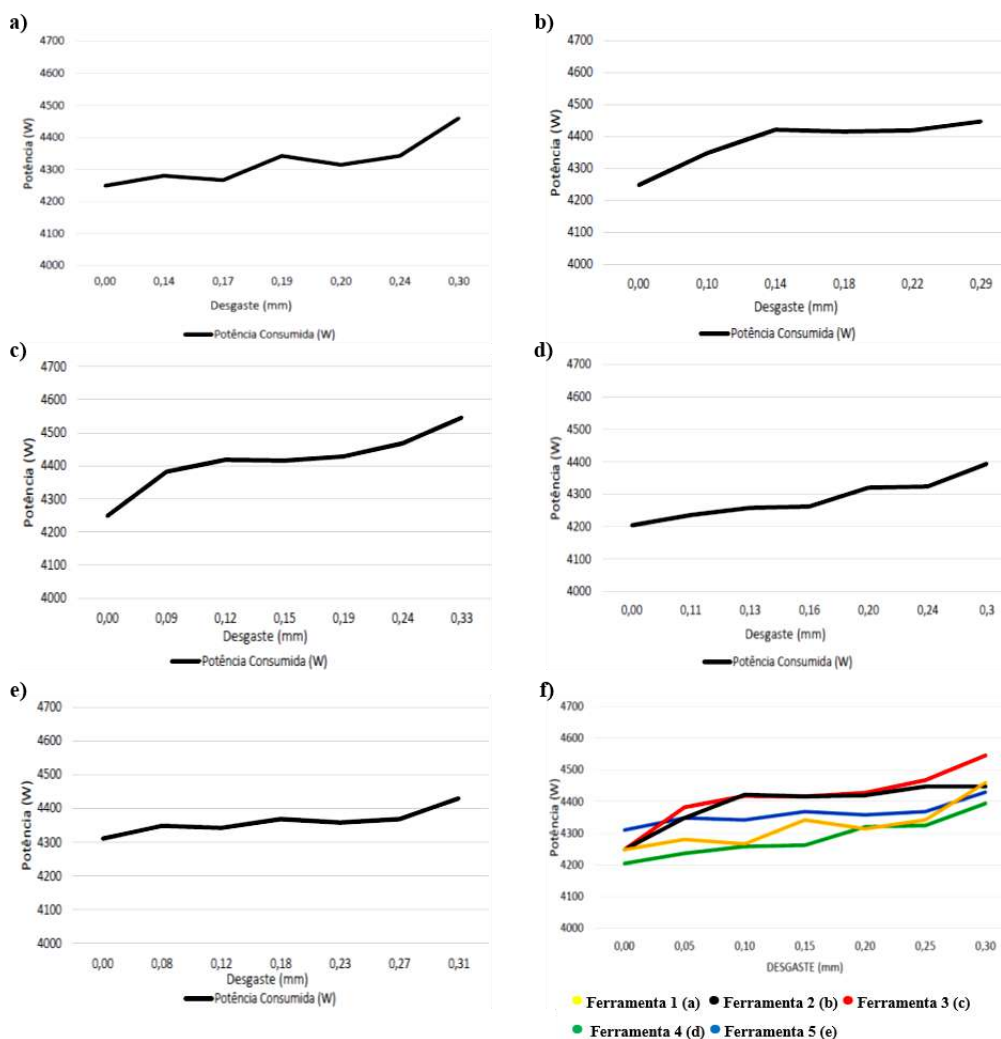 a)
4700
4600
4500
4400
4300
4200
4100
4000
Potência (W)
0,00 0,14 0,17 0,19 0,20 0,24 0,30
Desgaste (mm)
Potência Consumida (W)
b)
4700
4600
4500
4400
4300
4200
4100
4000
Potência (W)
0,00 0,10 0,14 0,18 0,22 0,29
Desgaste (mm)
Potência Consumida (W)
c)
4700
4600
4500
4400
4300
4200
4100
4000
Potência (W)
0,00 0,09 0,12 0,15 0,19 0,24 0,33
Desgaste (mm)
Potência Consumida (W)
d)
4700
4600
4500
4400
4300
4200
4100
4000
Potência (W)
0,00 0,11 0,13 0,16 0,20 0,24 0,3
Desgaste (mm)
Potência Consumida (W)
e)
4700
4600
4500
4400
4300
4200
4100
4000
Potência (W)
0,00 0,08 0,12 0,18 0,23 0,27 0,31
Desgaste (mm)
Potência Consumida (W)
f)
4700
4600
4500
4400
4300
4200
4100
4000
Potência (W)
0,00 0,05 0,10 0,15 0,20 0,25 0,30
DESGASTE (mm)
Ferramenta 1 (a) Ferramenta 2 (b) Ferramenta 3 (c)
Ferramenta 4 (d) Ferramenta 5 (e)